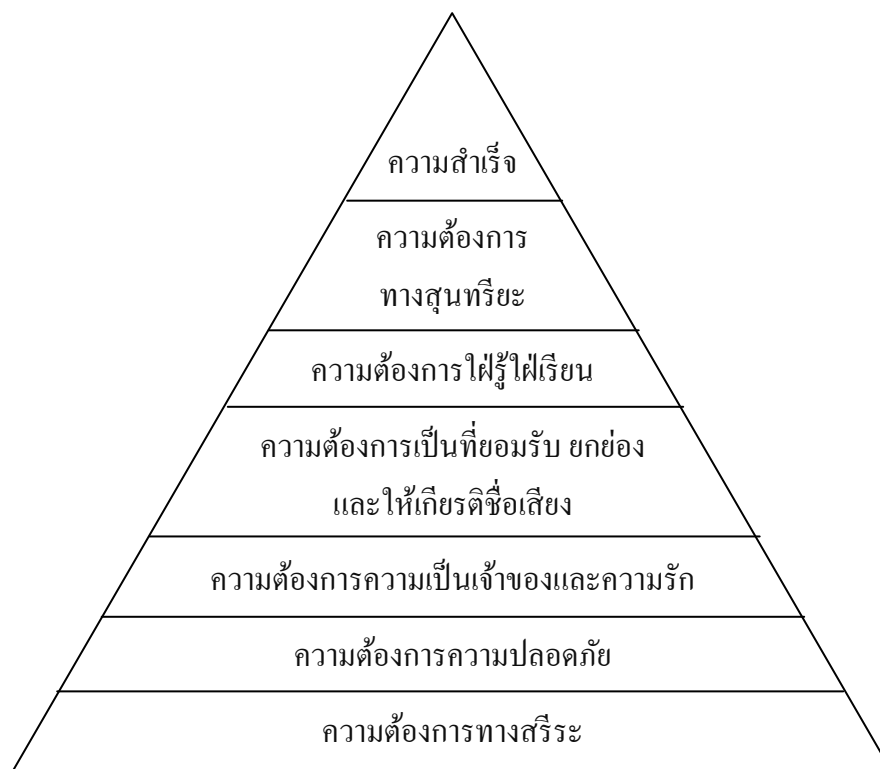 ความสำเร็จ
ความต้องการ
ทางสุนทรียะ
ความต้องการใฝ่รู้ใฝ่เรียน
ความต้องการเป็นที่ยอมรับ ยกย่อง
และให้เกียรติชื่อเสียง
ความต้องการความเป็นเจ้าของและความรัก
ความต้องการความปลอดภัย
ความต้องการทางสรีระ